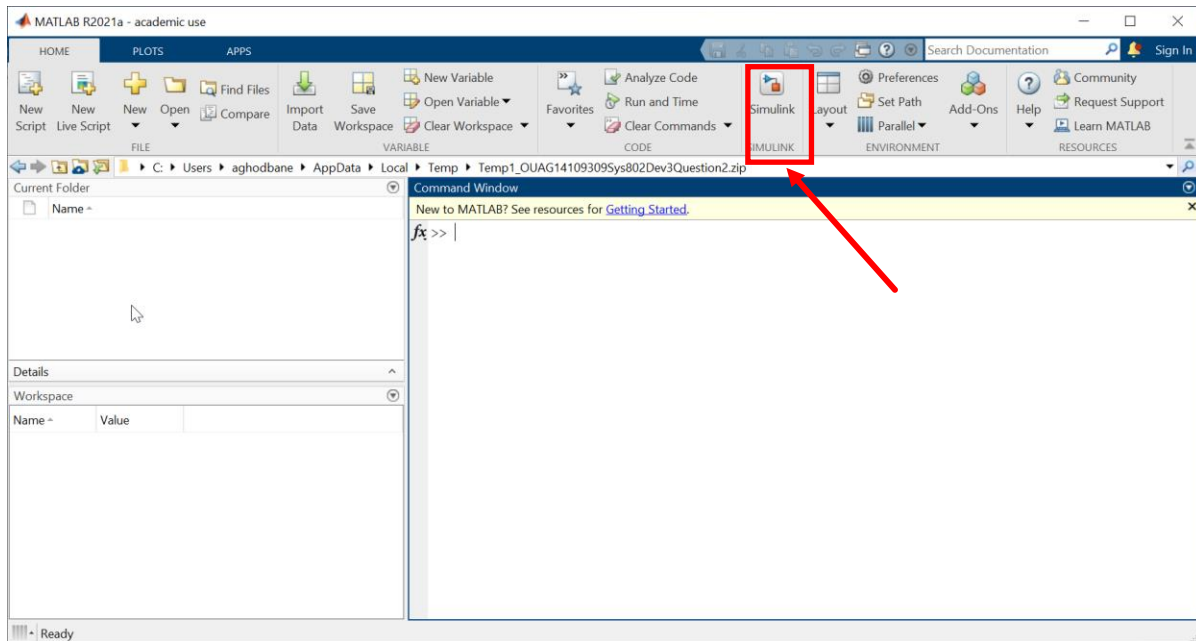 MATLAB R2021a - academic use
HOME PLOTS APPS
Search Documentation
Sign In
New Script
New Live Script
New
Open
Find Files
Compare
FILE
Import Data
Save Workspace
New Variable
Open Variable
Clear Workspace
VARIABLE
Favorites
Analyze Code
Run and Time
Clear Commands
CODE
Simulink
SIMULINK
Layout
Preferences
Set Path
Parallel
Add-Ons
ENVIRONMENT
Help
Community
Request Support
Learn MATLAB
RESOURCES
C: Users aghodbane AppData Local Temp Temp1_OUAG14109309Sys802Dev3Question2.zip
Current Folder
Name
Details
Workspace
Name Value
Command Window
New to MATLAB? See resources for Getting Started.
fx >>
Ready